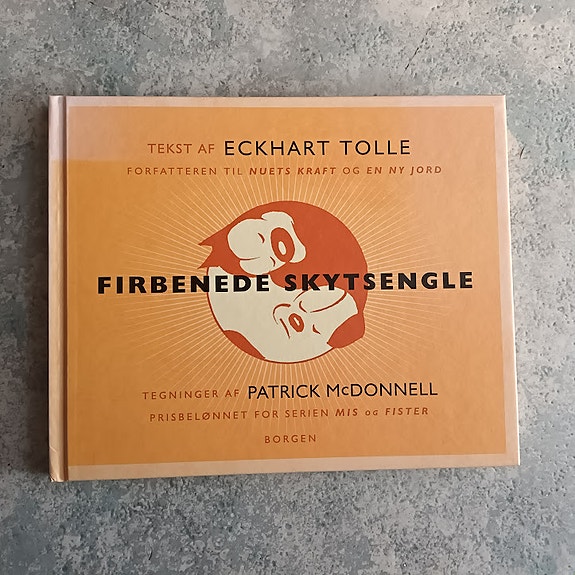 TEKST AF ECKHART TOLLE
FORFATTEREN TIL NUETS KRAFT OG EN NY JORD
FIRBENEDE SKYTSENGLE
TEGNINGER AF PATRICK McDONNELL
PRISBELØNNET FOR SERIEN MIS og FISTER
BORGEN